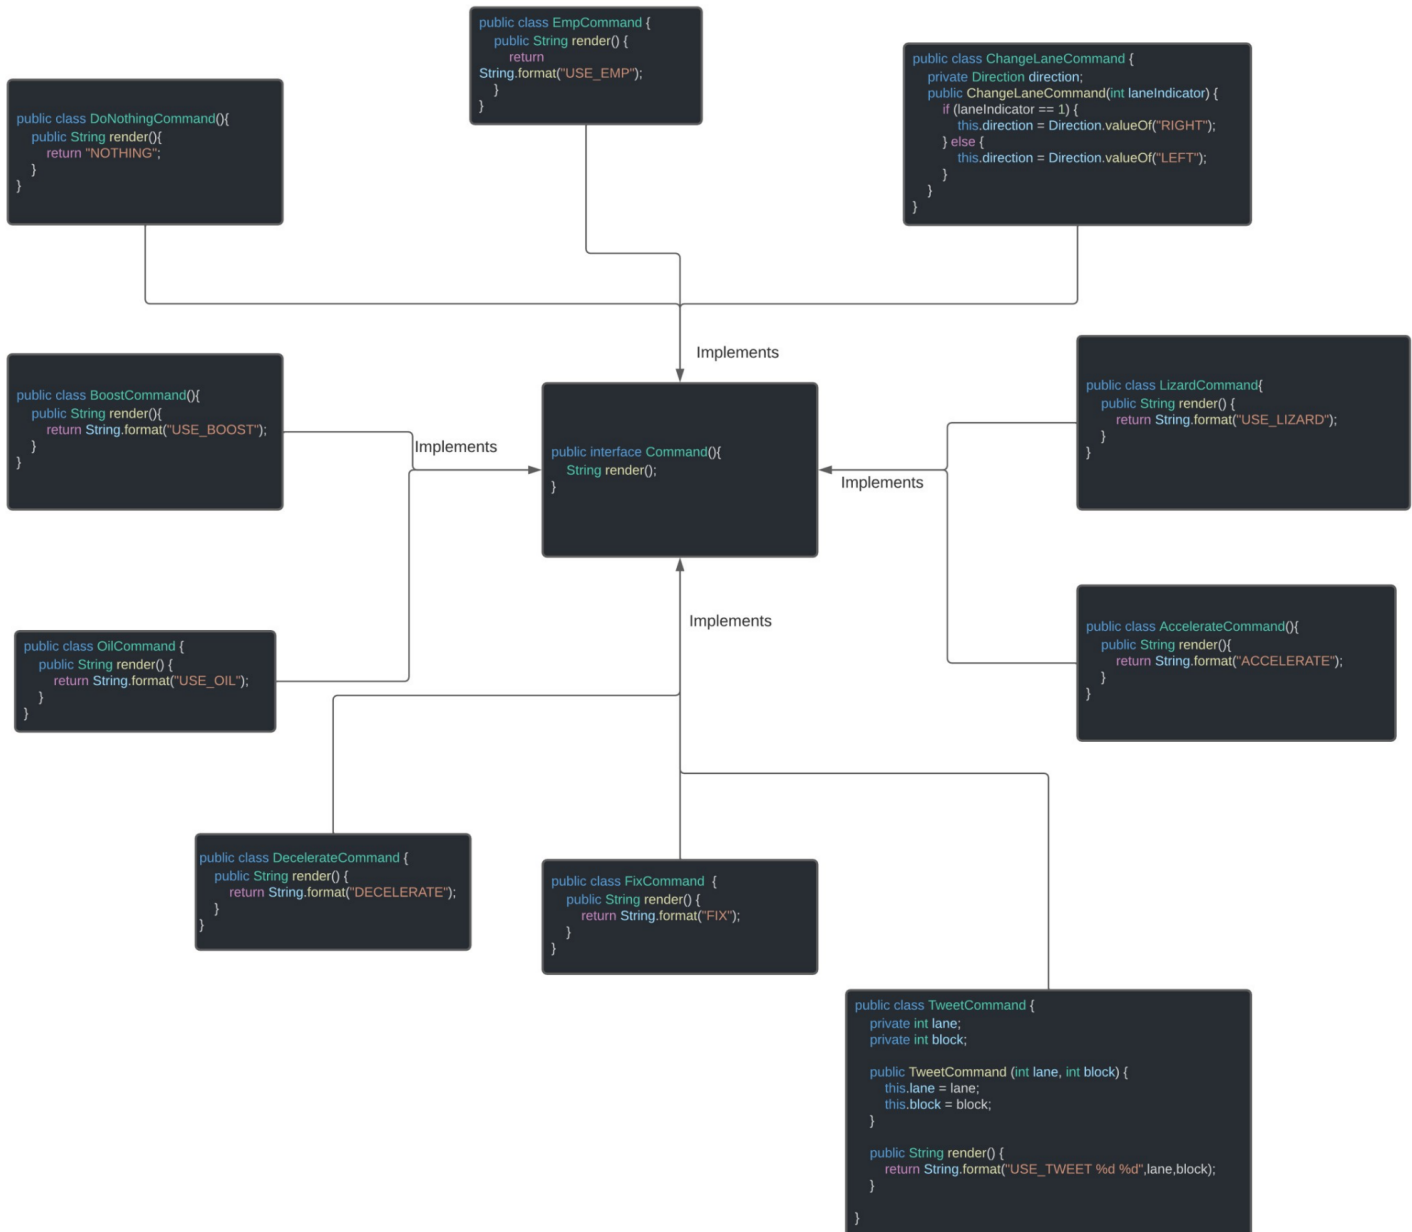 public class EmpCommand {
public String render() {
return
String.format("USE_EMP");
}
}
public class ChangeLaneCommand {
private Direction direction;
public ChangeLaneCommand(int laneIndicator) {
if (laneIndicator == 1) {
this.direction = Direction.valueOf("RIGHT");
} else {
this.direction = Direction.valueOf("LEFT");
}
}
}
public class DoNothingCommand(){
public String render(){
return "NOTHING";
}
}
Implements
public class BoostCommand(){
public String render(){
return String.format("USE_BOOST");
}
}
Implements
public interface Command(){
String render();
}
public class LizardCommand{
public String render() {
return String.format("USE_LIZARD");
}
}
Implements
Implements
public class OilCommand {
public String render() {
return String.format("USE_OIL");
}
}
public class AccelerateCommand(){
public String render(){
return String.format("ACCELERATE");
}
}
public class DecelerateCommand {
public String render() {
return String.format("DECELERATE");
}
}
public class FixCommand  {
public String render() {
return String.format("FIX");
}
}
public class TweetCommand {
private int lane;
private int block;
public TweetCommand (int lane, int block) {
this.lane = lane;
this.block = block;
}
public String render() {
return String.format("USE_TWEET %d %d",lane,block);
}
}